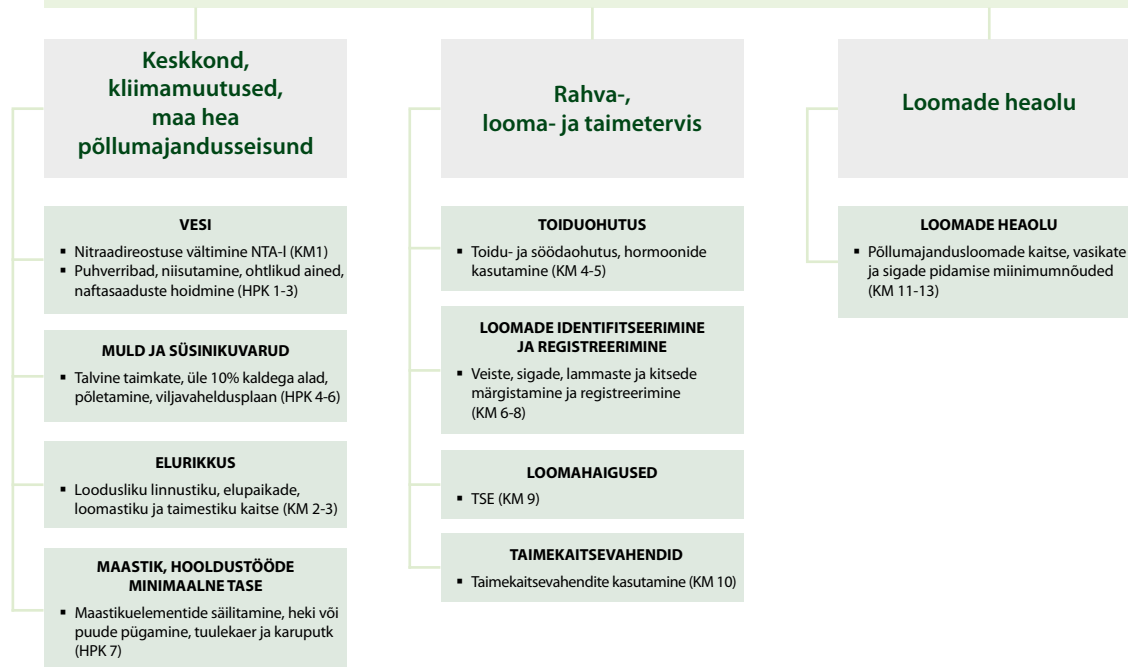 Keskkond,
kliimamuutused,
maa hea
põllumajandusseisund
VESI
▪ Nitraadireostuse vältimine NTA-l (KM1)
▪ Puhverribad, niisutamine, ohtlikud ained,
naftasaaduste hoidmine (HPK 1-3)
MULD JA SÜSINIKUVARUD
▪ Talvine taimkate, üle 10% kaldega alad,
põletamine, viljavaheldusplaan (HPK 4-6)
ELURIKKUS
▪ Loodusliku linnustiku, elupaikade,
loomastiku ja taimestiku kaitse (KM 2-3)
MAASTIK, HOOLDUSTÖÖDE
MINIMAALNE TASE
▪ Maastikuelementide säilitamine, heki või
puude pügamine, tuulekaer ja karuputk
(HPK 7)
Rahva-,
looma- ja taimetervis
TOIDUOHUTUS
▪ Toidu- ja söödaohutus, hormoonide
kasutamine (KM 4-5)
LOOMADE IDENTIFITSEERIMINE
JA REGISTREERIMINE
▪ Veiste, sigade, lammaste ja kitsede
märgistamine ja registreerimine
(KM 6-8)
LOOMAHAIGUSED
▪ TSE (KM 9)
TAIMEKAITSEVAHENDID
▪ Taimekaitsevahendite kasutamine (KM 10)
Loomade heaolu
LOOMADE HEAOLU
▪ Põllumajandusloomade kaitse, vasikate
ja sigade pidamise miinimumnõuded
(KM 11-13)